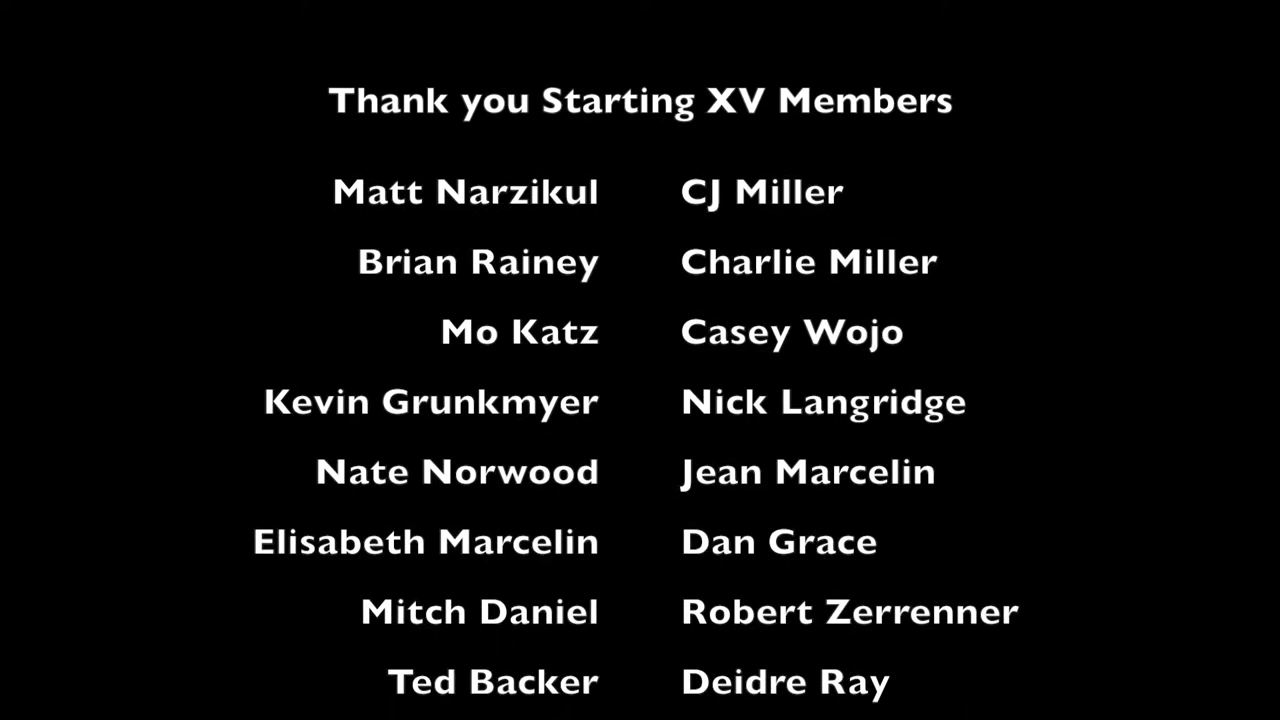 Thank you Starting XV Members
Matt Narzikul CJ Miller
Brian Rainey Charlie Miller
Mo Katz Casey Wojo
Kevin Grunkmyer Nick Langridge
Nate Norwood Jean Marcelin
Elisabeth Marcelin Dan Grace
Mitch Daniel Robert Zerrenner
Ted Backer Deidre Ray